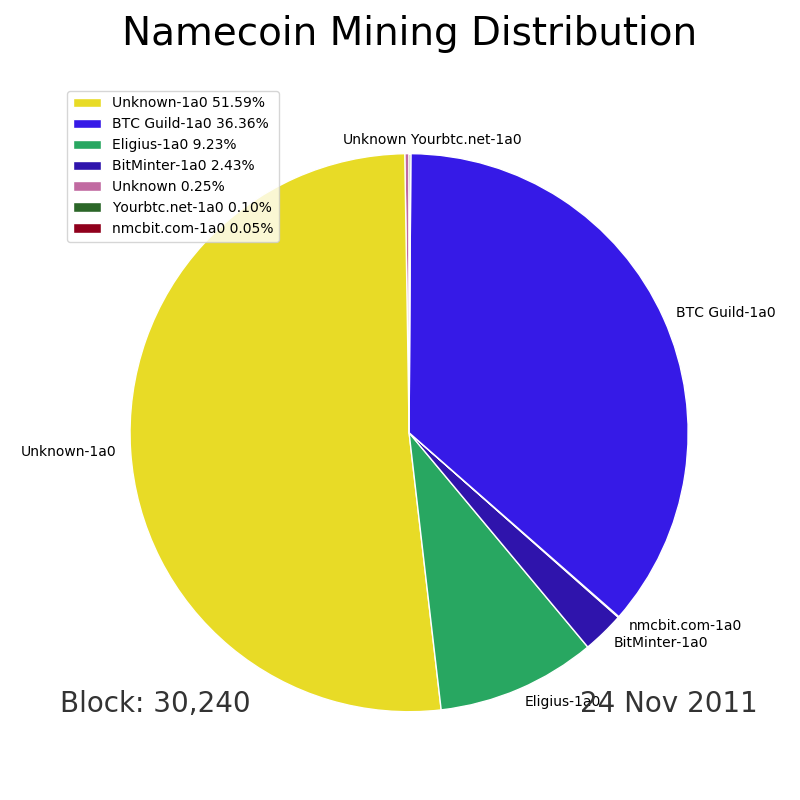 Namecoin Mining Distribution
Unknown-1a0 51.59%
BTC Guild-1a0 36.36%
Eligius-1a0 9.23%
BitMinter-1a0 2.43%
Unknown 0.25%
Yourbtc.net-1a0 0.10%
nmcbit.com-1a0 0.05%
Unknown Yourbtc.net-1a0
BTC Guild-1a0
Unknown-1a0
nmcbit.com-1a0
BitMinter-1a0
Eligius-1a0
Block: 30,240
24 Nov 2011